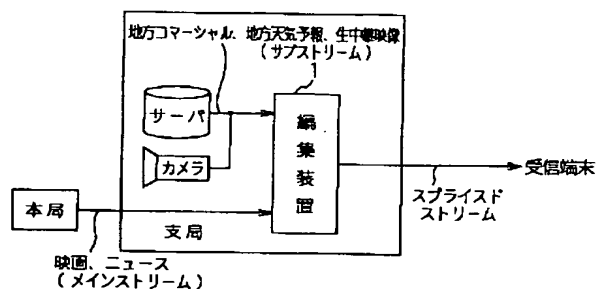 地方コマーシャル、地方天気予報、生中継映像
(サブストリーム)
1
サーバ
カメラ
編集装置
受信端末
スプライスド
ストリーム
本局
支局
映画、ニュース
(メインストリーム)